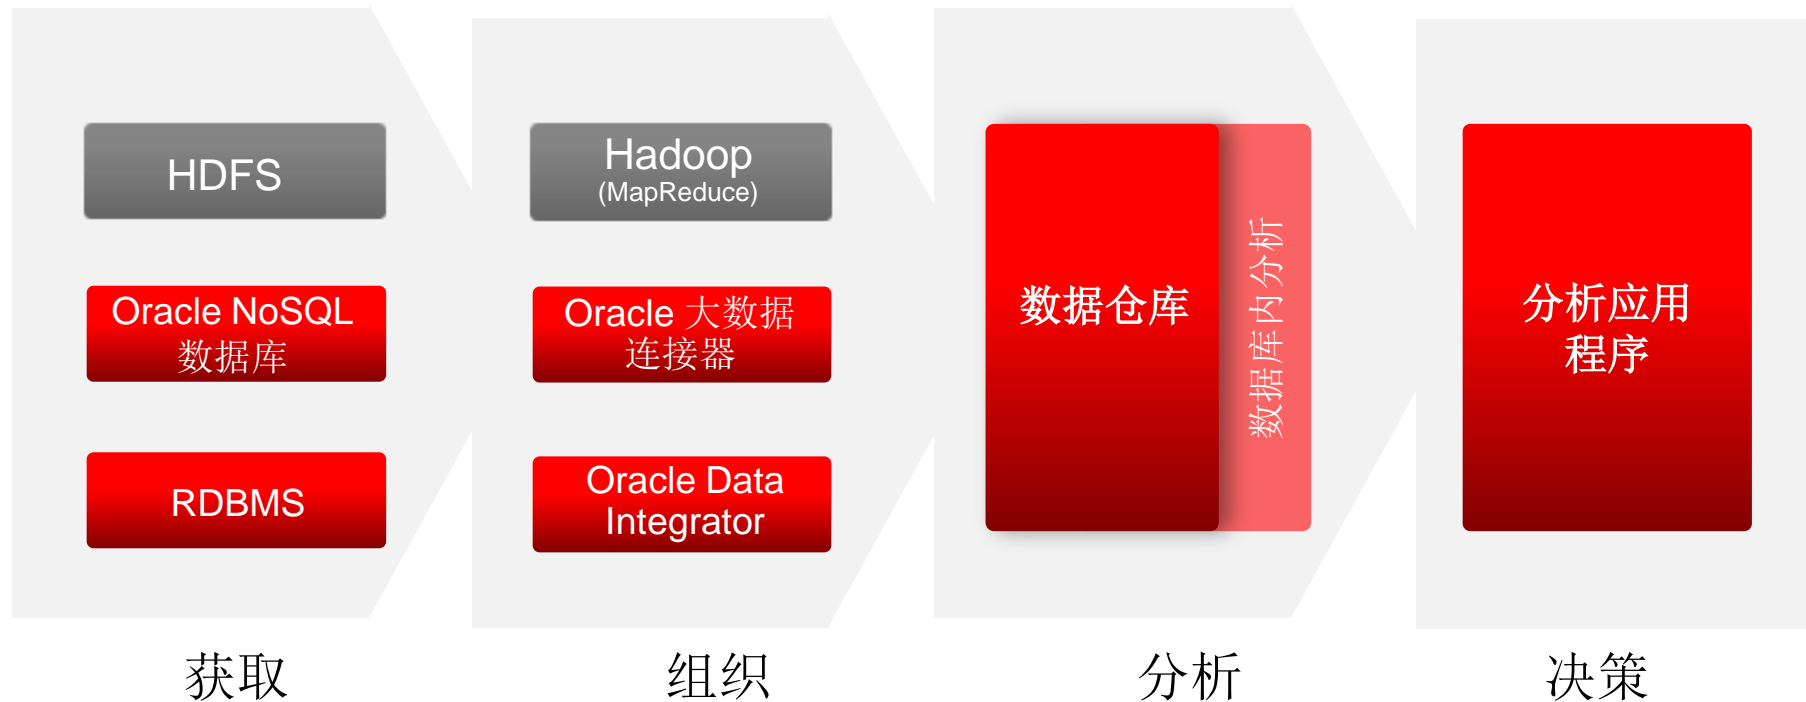 HDFS
Oracle NoSQL
数据库
RDBMS
获取
Hadoop
(MapReduce)
Oracle 大数据
连接器
Oracle Data
Integrator
组织
数据仓库
数据库内分析
分析
分析应用
程序
决策